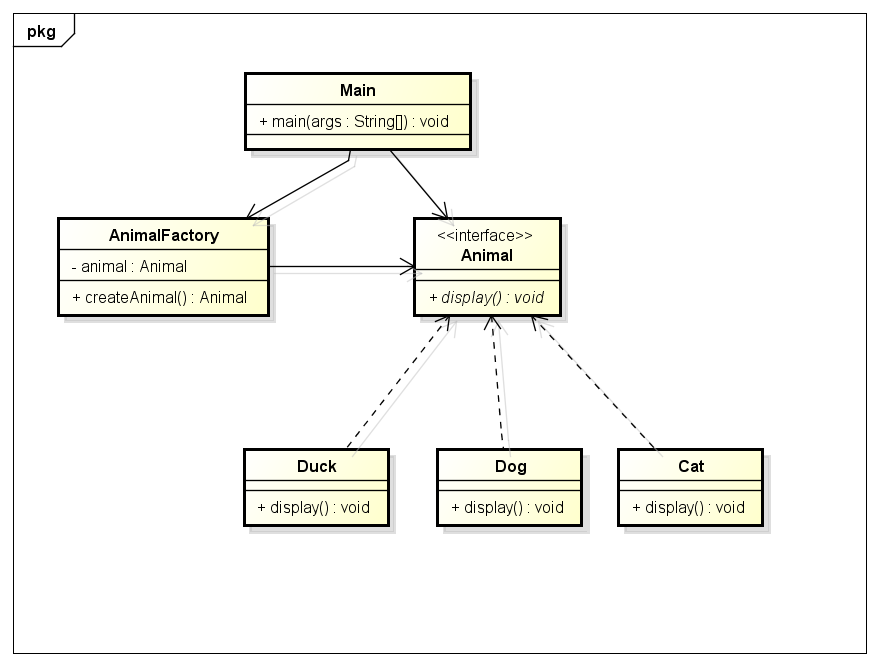 pkg
Main
+ main(args : String[]) : void
AnimalFactory
- animal : Animal
+ createAnimal() : Animal
<<interface>>
Animal
+ display() : void
Duck
+ display() : void
Dog
+ display() : void
Cat
+ display() : void